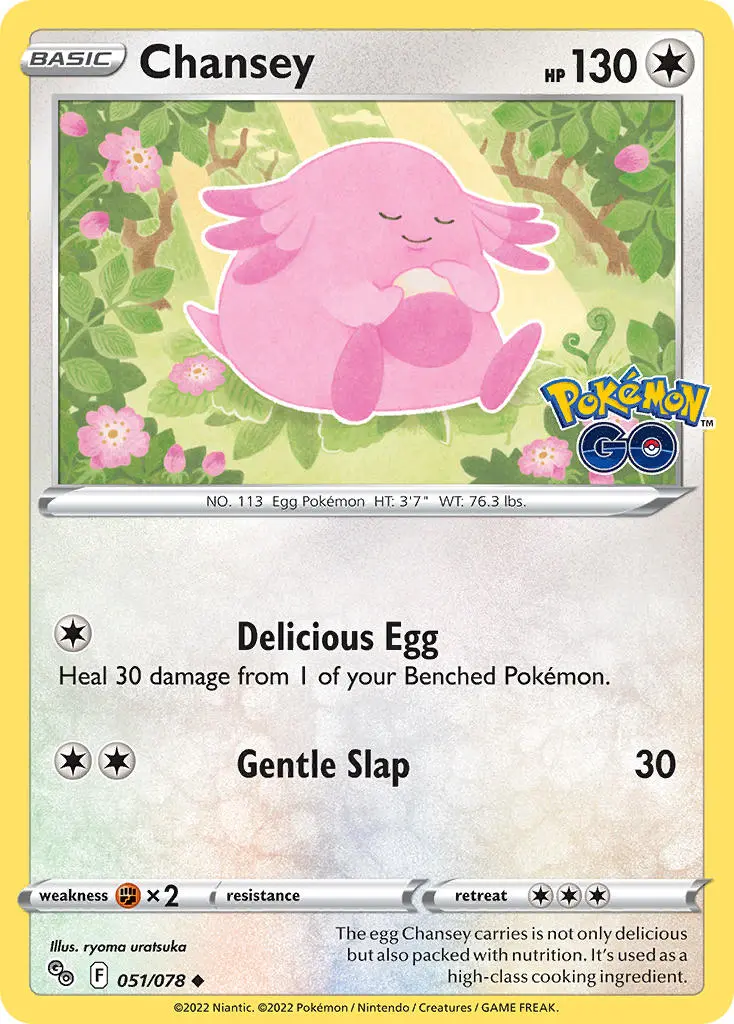 BASIC Chansey HP 130
POKéMON GO™
NO. 113 Egg Pokémon HT: 3'7" WT: 76.3 lbs.
Delicious Egg
Heal 30 damage from 1 of your Benched Pokémon.
Gentle Slap 30
weakness ×2 resistance retreat
Illus. ryoma uratsuka
The egg Chansey carries is not only delicious
but also packed with nutrition. It's used as a
high-class cooking ingredient.
GO F 051/078
©2022 Niantic. ©2022 Pokémon / Nintendo / Creatures / GAME FREAK.